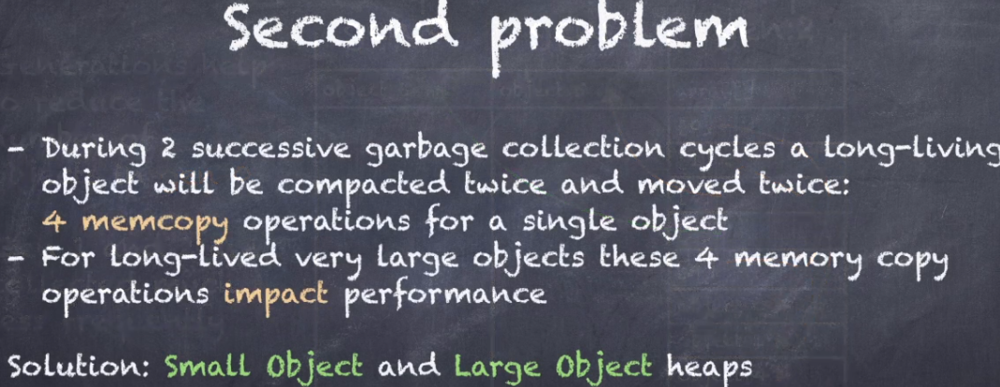 Second problem
- During 2 successive garbage collection cycles a long-living
object will be compacted twice and moved twice:
4 memcopy operations for a single object
- For long-lived very large objects these 4 memory copy
operations impact performance
Solution: Small Object and Large Object heaps